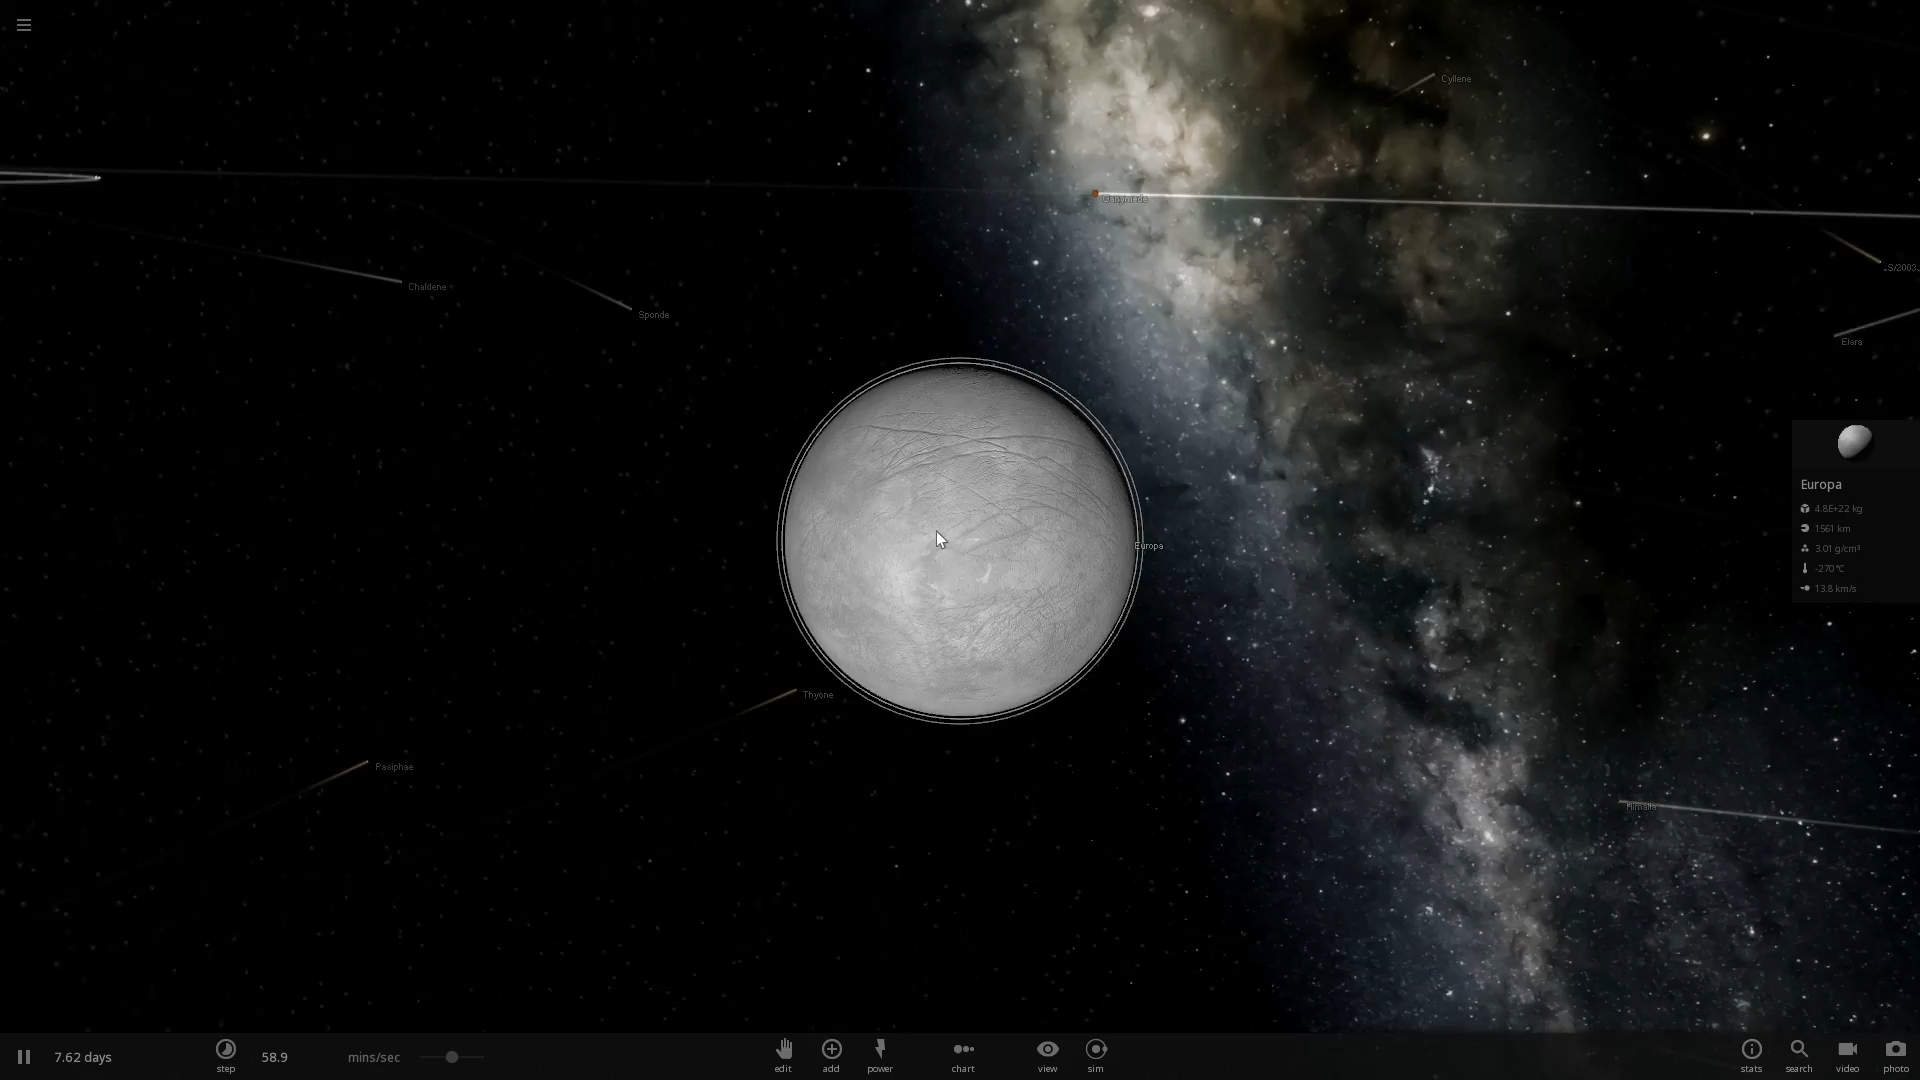 Cyllene
Ganymede
S/2003
Chaldene
Sponde
Elara
Europa
4.8E+22 kg
1561 km
3.01 g/cm³
-270°C
13.8 km/s
Europa
Thyone
Pasiphae
Himalia
7.62 days
step
58.9
mins/sec
edit
add
power
chart
view
sim
stats
search
video
photo